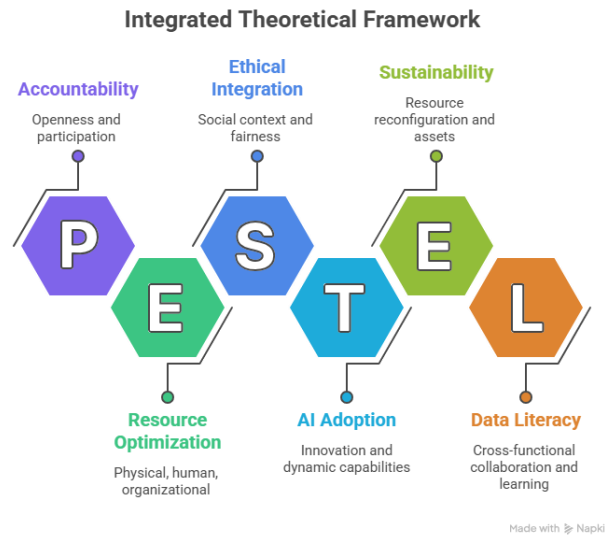 Integrated Theoretical Framework
Accountability
Openness and
participation
Ethical
Integration
Social context and
fairness
Sustainability
Resource
reconfiguration and
assets
P
E
S
T
E
L
Resource
Optimization
Physical, human,
organizational
AI Adoption
Innovation and
dynamic capabilities
Data Literacy
Cross-functional
collaboration and
learning
Made with Napki